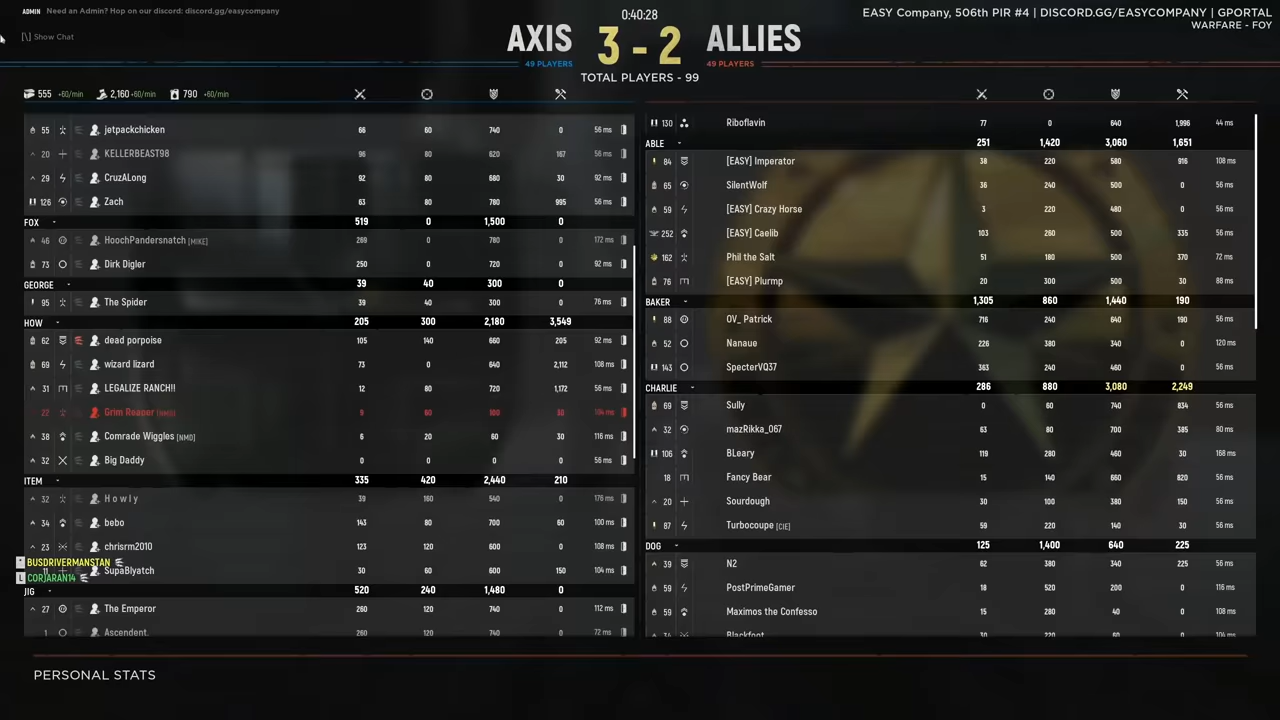 ADMIN Need an Admin? Hop on our discord: discord.gg/easycompany
[\] Show Chat
0:40:28
AXIS 3 - 2 ALLIES
49 PLAYERS 49 PLAYERS
TOTAL PLAYERS - 99
EASY Company, 506th PIR #4 | DISCORD.GG/EASYCOMPANY | GPORTAL
WARFARE - FOY
555 +60/min 2,160 +60/min 790 +60/min
55 jetpackchicken 66 60 740 0 56 ms
20 KELLERBEAST98 96 80 620 167 56 ms
29 CruzALong 92 80 680 30 92 ms
126 Zach 63 80 780 995 56 ms
FOX 519 0 1,500 0
46 HoochPandersnatch [MIKE] 269 0 780 0 172 ms
73 Dirk Digler 250 0 720 0 92 ms
GEORGE 39 40 300 0
95 The Spider 39 40 300 0 76 ms
HOW 205 300 2,180 3,549
62 dead porpoise 105 140 660 205 92 ms
69 wizard lizard 73 0 640 2,112 108 ms
31 LEGALIZE RANCH!! 12 80 720 1,172 56 ms
22 Grim Reaper [NMD] 9 60 100 30 104 ms
38 Comrade Wiggles [NMD] 6 20 60 30 116 ms
32 Big Daddy 0 0 0 0 56 ms
ITEM 335 420 2,440 210
32 H o w l y 39 160 540 0 176 ms
34 bebo 143 80 700 60 100 ms
23 chrisrm2010 123 120 600 0 108 ms
BUSDRIVERMANSTAN
11 SupaBlyatch 30 60 600 150 104 ms
L CORJARAN14
JIG 520 240 1,480 0
27 The Emperor 260 120 740 0 112 ms
1 Ascendent. 260 120 740 0 72 ms
130 Riboflavin 77 0 640 1,996 44 ms
ABLE 251 1,420 3,060 1,651
84 [EASY] Imperator 38 220 580 916 108 ms
65 SilentWolf 36 240 500 0 56 ms
59 [EASY] Crazy Horse 3 220 480 0 56 ms
252 [EASY] Caelib 103 260 500 335 56 ms
162 Phil the Salt 51 180 500 370 72 ms
76 [EASY] Plurmp 20 300 500 30 88 ms
BAKER 1,305 860 1,440 190
88 OV_ Patrick 716 240 640 190 56 ms
52 Nanaue 226 380 340 0 120 ms
143 SpecterVQ37 363 240 460 0 56 ms
CHARLIE 286 880 3,080 2,249
69 Sully 0 60 740 834 56 ms
32 mazRikka_067 63 80 700 385 80 ms
106 BLeary 119 280 460 30 168 ms
18 Fancy Bear 15 140 660 820 56 ms
20 Sourdough 30 100 380 150 56 ms
87 Turbocoupe [CIE] 59 220 140 30 56 ms
DOG 125 1,400 640 225
39 N2 62 380 340 225 56 ms
59 PostPrimeGamer 18 520 200 0 116 ms
59 Maximos the Confesso 15 280 40 0 108 ms
34 Blackfoot 30 220 60 0 104 ms
PERSONAL STATS